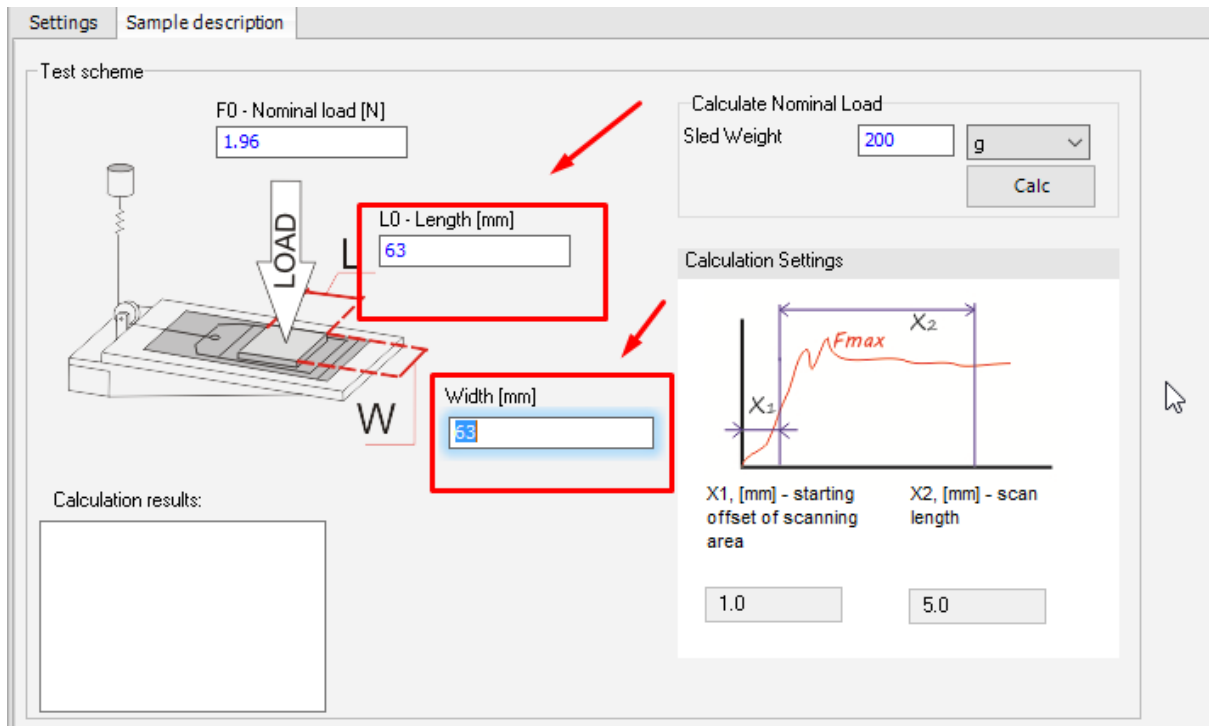 Settings
Sample description
Test scheme
F0 - Nominal load [N]
1.96
Calculate Nominal Load
Sled Weight
200
g
Calc
L0 - Length [mm]
63
LOAD
L
W
Width [mm]
63
Calculation Settings
X2
Fmax
X1
X1, [mm] - starting
offset of scanning
area
X2, [mm] - scan
length
1.0
5.0
Calculation results: